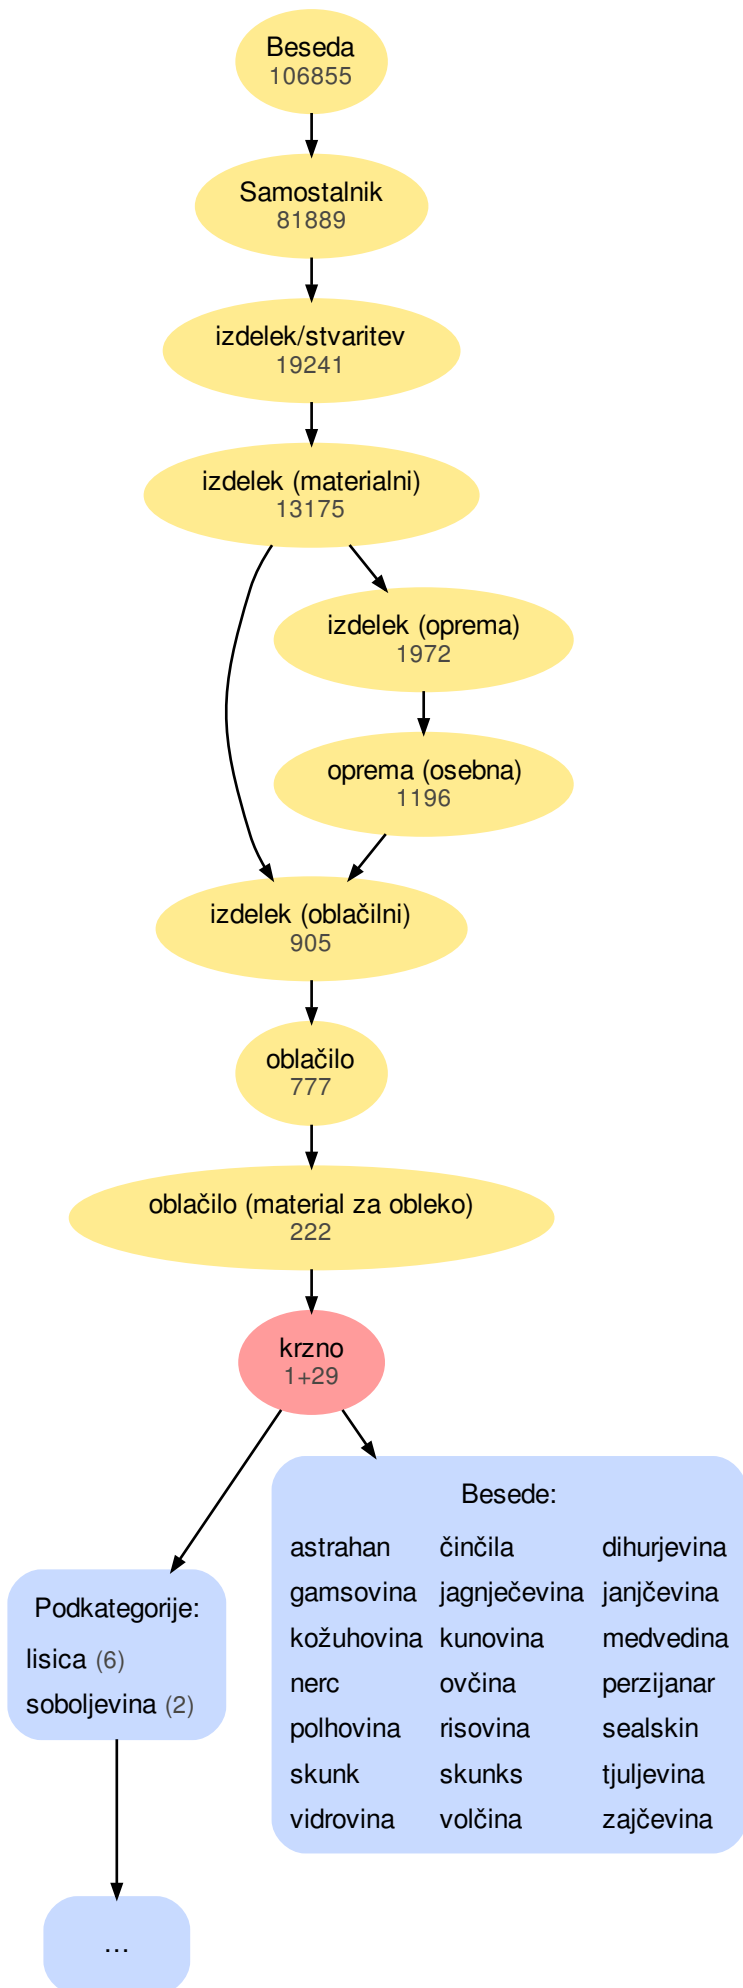 Beseda
106855
Samostalnik
81889
izdelek/stvaritev
19241
izdelek (materialni)
13175
izdelek (oprema)
1972
oprema (osebna)
1196
izdelek (oblačilni)
905
oblačilo
777
oblačilo (material za obleko)
222
krzno
1+29
Besede:
astrahan činčila dihurjevina
gamsovina jagnječevina janjčevina
kožuhovina kunovina medvedina
nerc ovčina perzijanar
polhovina risovina sealskin
skunk skunks tjuljevina
vidrovina volčina zajčevina
Podkategorije:
lisica (6)
soboljevina (2)
...